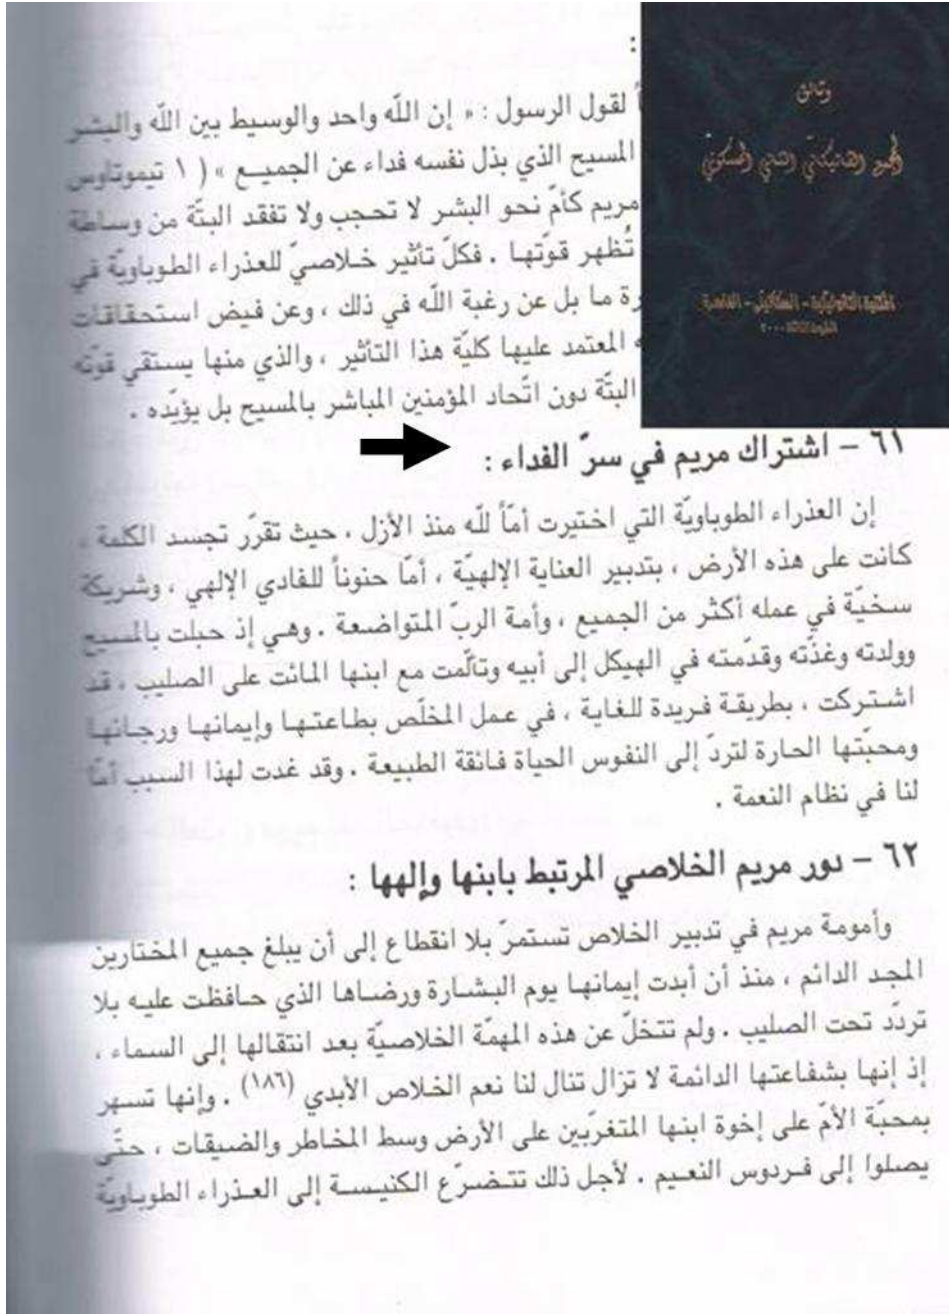 :
لقول الرسول : « إن اللّه واحد والوسيط بين اللّه والبشر
المسيح الذي بذل نفسه فداء عن الجميع » ( ١ تيموتاوس
مريم كأمّ نحو البشر لا تحجب ولا تفقد البتّة من وساطة
تُظهر قوّتها . فكلّ تأثير خلاصيّ للعذراء الطوباويّة في
ما بل عن رغبة اللّه في ذلك ، وعن فيض استحقاقات
المعتمد عليها كليّة هذا التأثير ، والذي منها يستقي قوّته
البتّة دون اتّحاد المؤمنين المباشر بالمسيح بل يؤيّده .
وثائق
المجمع الفاتيكاني الثاني المسكوني
٢٠٠٠
٦١ – اشتراك مريم في سرّ الفداء :
إن العذراء الطوباويّة التي اختيرت أمّاً للّه منذ الأزل ، حيث تقرّر تجسد الكلمة ،
كانت على هذه الأرض ، بتدبير العناية الإلهيّة ، أمّا حنوناً للفادي الإلهي ، وشريكة
سخيّة في عمله أكثر من الجميع ، وأمة الربّ المتواضعة . وهي إذ حبلت بالمسيح
وولدته وغذّته وقدّمته في الهيكل إلى أبيه وتألّمت مع ابنها المائت على الصليب ، قد
اشتركت ، بطريقة فريدة للغاية ، في عمل المخلّص بطاعتها وإيمانها ورجائها
ومحبّتها الحارة لتردّ إلى النفوس الحياة فائقة الطبيعة . وقد غدت لهذا السبب أمّا
لنا في نظام النعمة .
٦٢ – دور مريم الخلاصي المرتبط بابنها وإلهها :
وأمومة مريم في تدبير الخلاص تستمرّ بلا انقطاع إلى أن يبلغ جميع المختارين
المجد الدائم ، منذ أن أبدت إيمانها يوم البشارة ورضاها الذي حافظت عليه بلا
تردّد تحت الصليب . ولم تتخلّ عن هذه المهمّة الخلاصيّة بعد انتقالها إلى السماء ،
إذ إنها بشفاعتها الدائمة لا تزال تنال لنا نعم الخلاص الأبدي (١٨٦) . وإنها تسهر
بمحبّة الأمّ على إخوة ابنها المتغرّبين على الأرض وسط المخاطر والضيقات ، حتّى
يصلوا إلى فردوس النعيم . لأجل ذلك تتضرّع الكنيسة إلى العذراء الطوباويّة